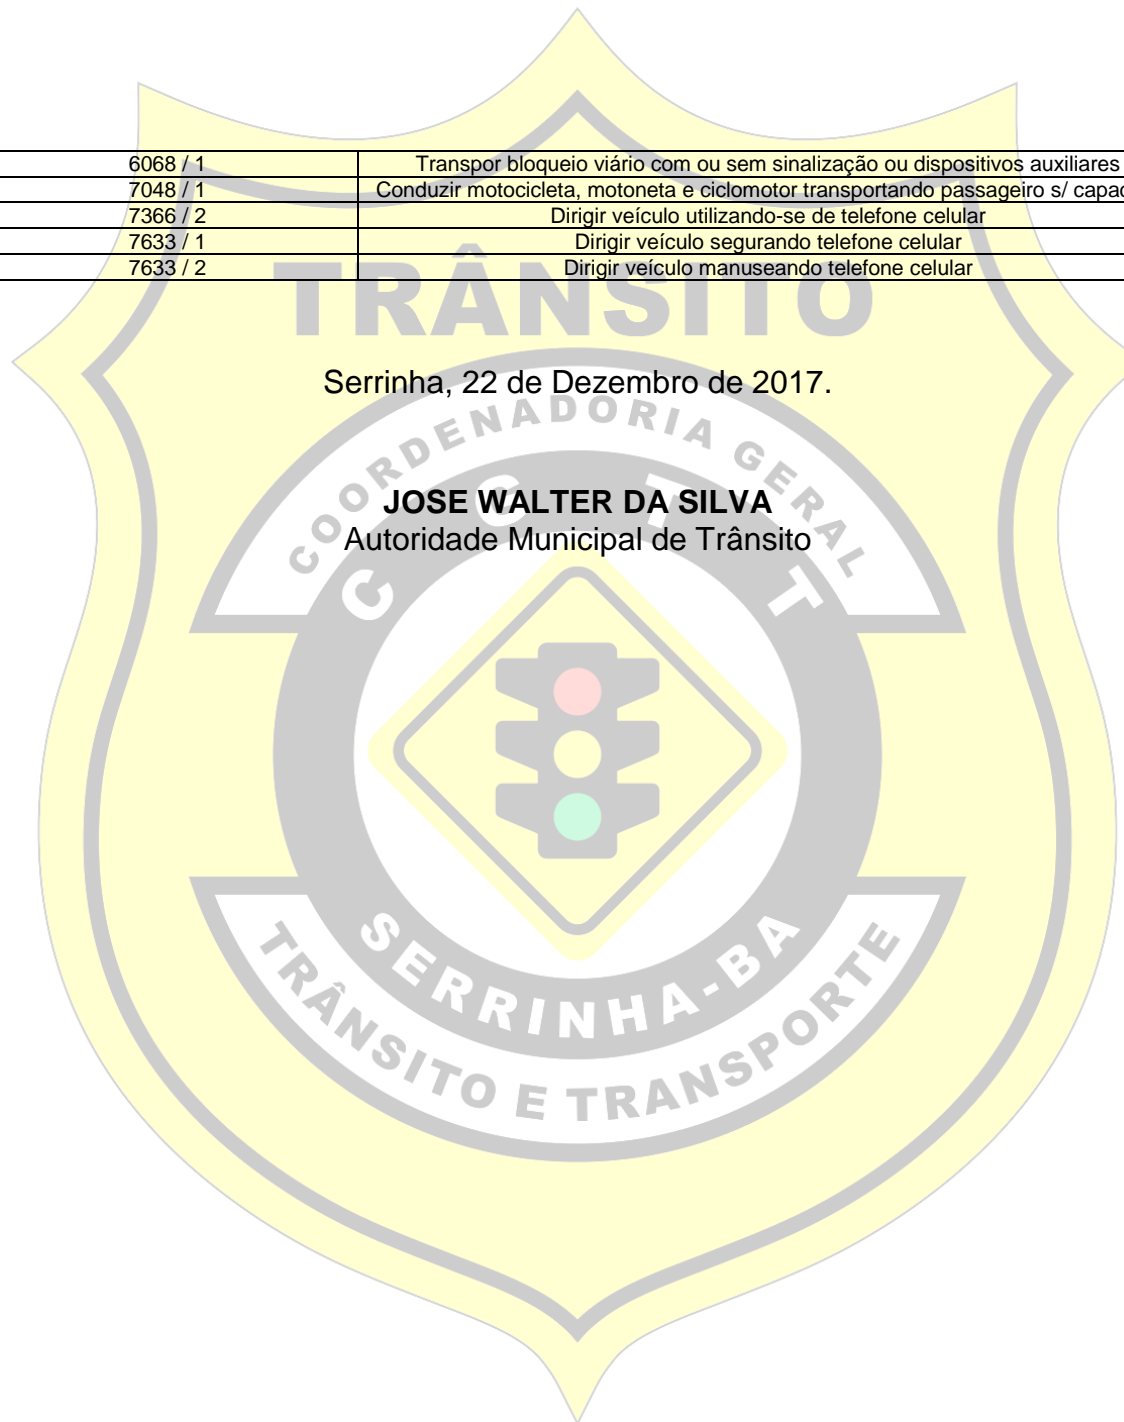 6068 / 1 Transpor bloqueio viário com ou sem sinalização ou dispositivos auxiliares
7048 / 1 Conduzir motocicleta, motoneta e ciclomotor transportando passageiro s/
7366 / 2 Dirigir veículo utilizando-se de telefone celular
7633 / 1 Dirigir veículo segurando telefone celular
7633 / 2 Dirigir veículo manuseando telefone celular
TRÂNSITO
Serrinha, 22 de Dezembro de 2017.
COORDENADORIA GERAL
C C T T
JOSE WALTER DA SILVA
Autoridade Municipal de Trânsito
SERRINHA-BA
TRÂNSITO E TRANSPORTE